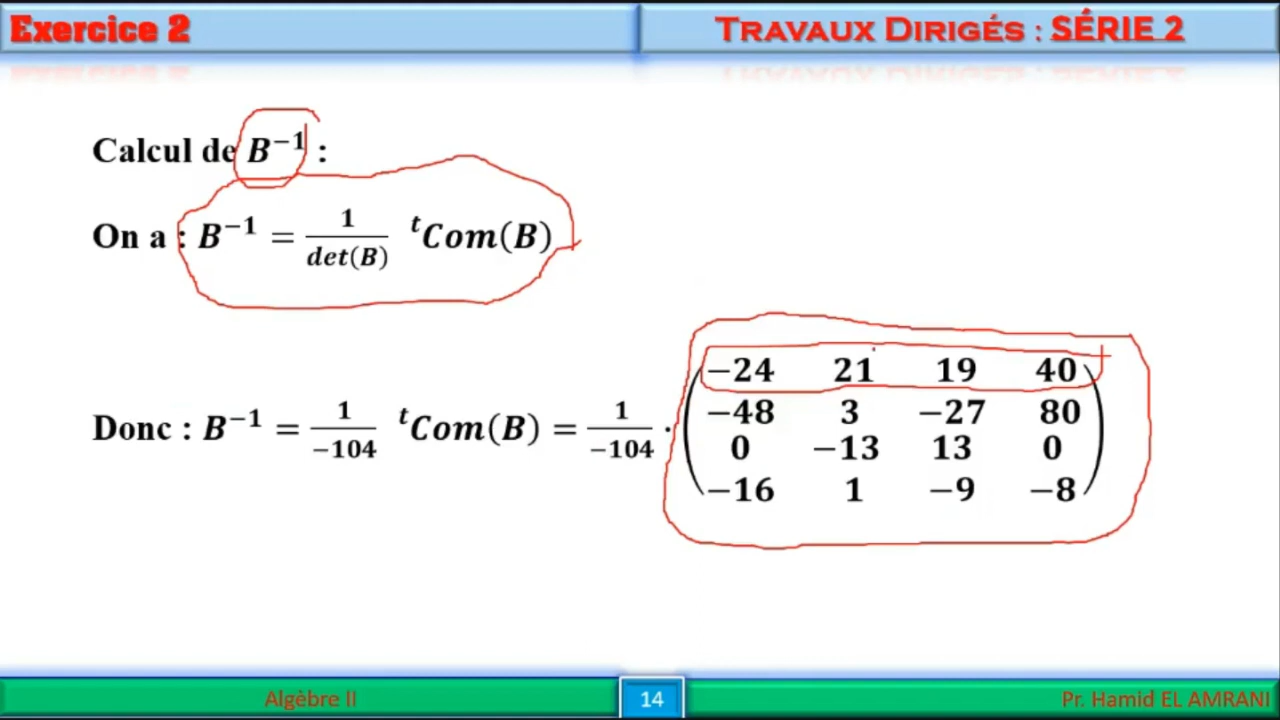 Exercice 2
TRAVAUX DIRIGÉS : SÉRIE 2
Calcul de B⁻¹ :
On a : B⁻¹ = 1/det(B) ᵗCom(B)
Donc : B⁻¹ = 1/−104 ᵗCom(B) = 1/−104 ·
−24 21 19 40
−48 3 −27 80
0 −13 13 0
−16 1 −9 −8
Algèbre II
14
Pr. Hamid EL AMRANI